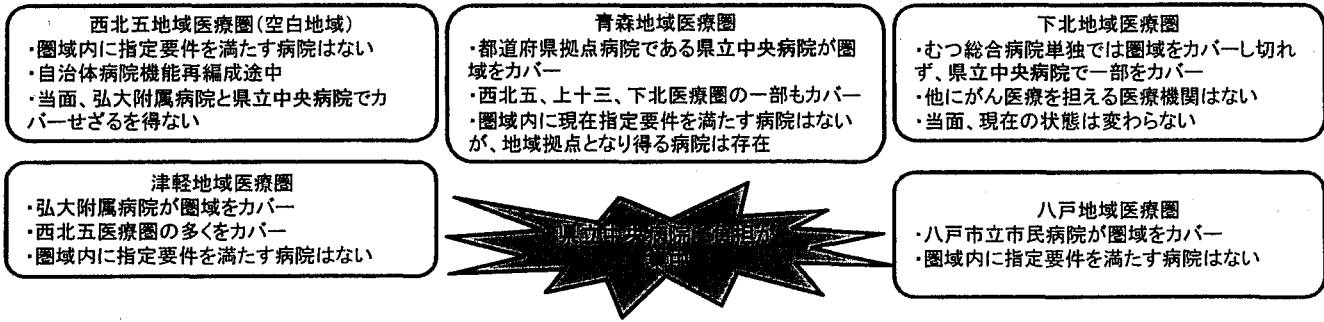 西北五地域医療圏(空白地域)
・圏域内に指定要件を満たす病院はない
・自治体病院機能再編成途中
・当面、弘大附属病院と県立中央病院でカ
バーせざるを得ない
青森地域医療圏
・都道府県拠点病院である県立中央病院が圏
域をカバー
・西北五、上十三、下北医療圏の一部もカバー
・圏域内に現在指定要件を満たす病院はない
が、地域拠点となり得る病院は存在
下北地域医療圏
・むつ総合病院単独では圏域をカバーし切れ
ず、県立中央病院で一部をカバー
・他にがん医療を担える医療機関はない
・当面、現在の状態は変わらない
津軽地域医療圏
・弘大附属病院が圏域をカバー
・西北五医療圏の多くをカバー
・圏域内に指定要件を満たす病院はない
県立中央病院に負担が
集中
八戸地域医療圏
・八戸市立市民病院が圏域をカバー
・圏域内に指定要件を満たす病院はない